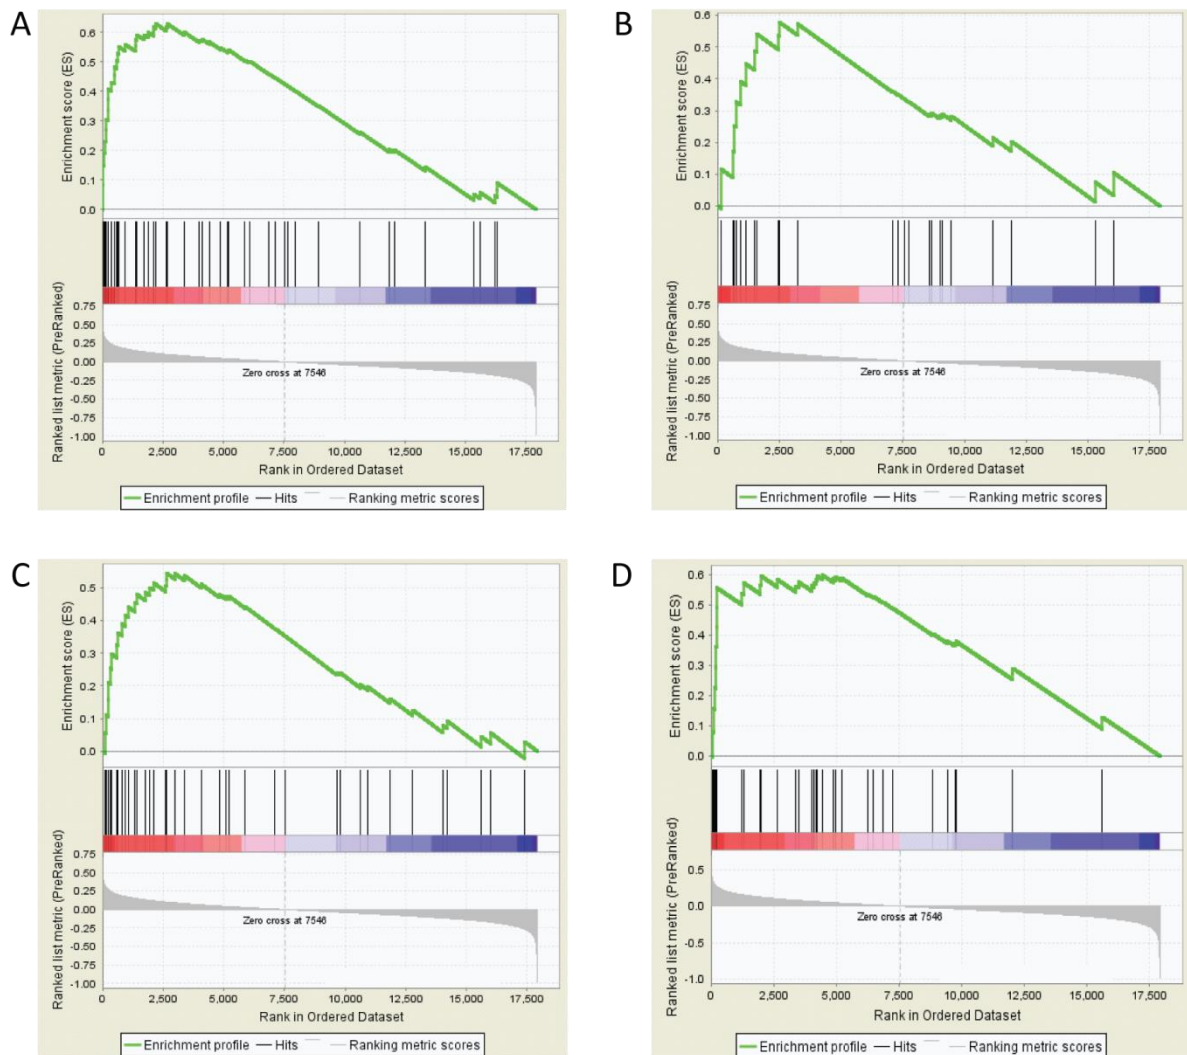 A
Enrichment score (ES)
0.6
0.5
0.4
0.3
0.2
0.1
0.0
Ranked list metric (PreRanked)
0.75
0.50
0.25
0.00
-0.25
-0.50
-0.75
-1.00
Zero cross at 7546
0 2,500 5,000 7,500 10,000 12,500 15,000 17,500
Rank in Ordered Dataset
Enrichment profile Hits Ranking metric scores
B
Enrichment score (ES)
0.6
0.5
0.4
0.3
0.2
0.1
0.0
Ranked list metric (PreRanked)
0.75
0.50
0.25
0.00
-0.25
-0.50
-0.75
-1.00
Zero cross at 7546
0 2,500 5,000 7,500 10,000 12,500 15,000 17,500
Rank in Ordered Dataset
Enrichment profile Hits Ranking metric scores
C
Enrichment score (ES)
0.5
0.4
0.3
0.2
0.1
0.0
Ranked list metric (PreRanked)
0.75
0.50
0.25
0.00
-0.25
-0.50
-0.75
-1.00
Zero cross at 7546
0 2,500 5,000 7,500 10,000 12,500 15,000 17,500
Rank in Ordered Dataset
Enrichment profile Hits Ranking metric scores
D
Enrichment score (ES)
0.6
0.5
0.4
0.3
0.2
0.1
0.0
Ranked list metric (PreRanked)
0.5
0.0
-0.5
-1.0
Zero cross at 7546
0 2,500 5,000 7,500 10,000 12,500 15,000 17,500
Rank in Ordered Dataset
Enrichment profile Hits Ranking metric scores